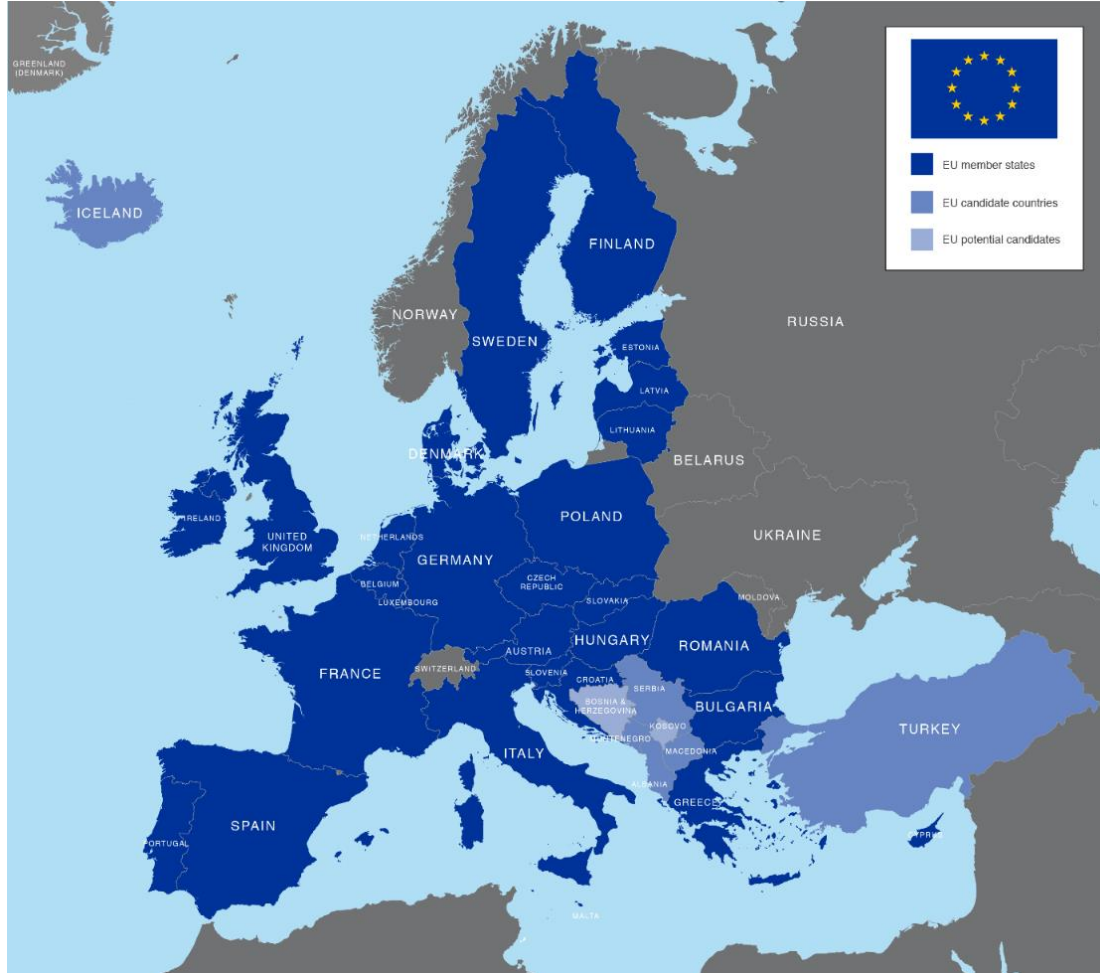 GREENLAND
(DENMARK)
EU member states
EU candidate countries
EU potential candidates
ICELAND
FINLAND
NORWAY
SWEDEN
RUSSIA
ESTONIA
LATVIA
LITHUANIA
DENMARK
BELARUS
IRELAND
UNITED
KINGDOM
NETHERLANDS
POLAND
UKRAINE
GERMANY
BELGIUM
CZECH
REPUBLIC
LUXEMBOURG
SLOVAKIA
MOLDOVA
HUNGARY
ROMANIA
AUSTRIA
FRANCE
SWITZERLAND
SLOVENIA
CROATIA
SERBIA
BOSNIA &
HERZEGOVINA
BULGARIA
KOSOVO
TURKEY
MONTENEGRO
ITALY
MACEDONIA
ALBANIA
GREECE
SPAIN
PORTUGAL
CYPRUS
MALTA